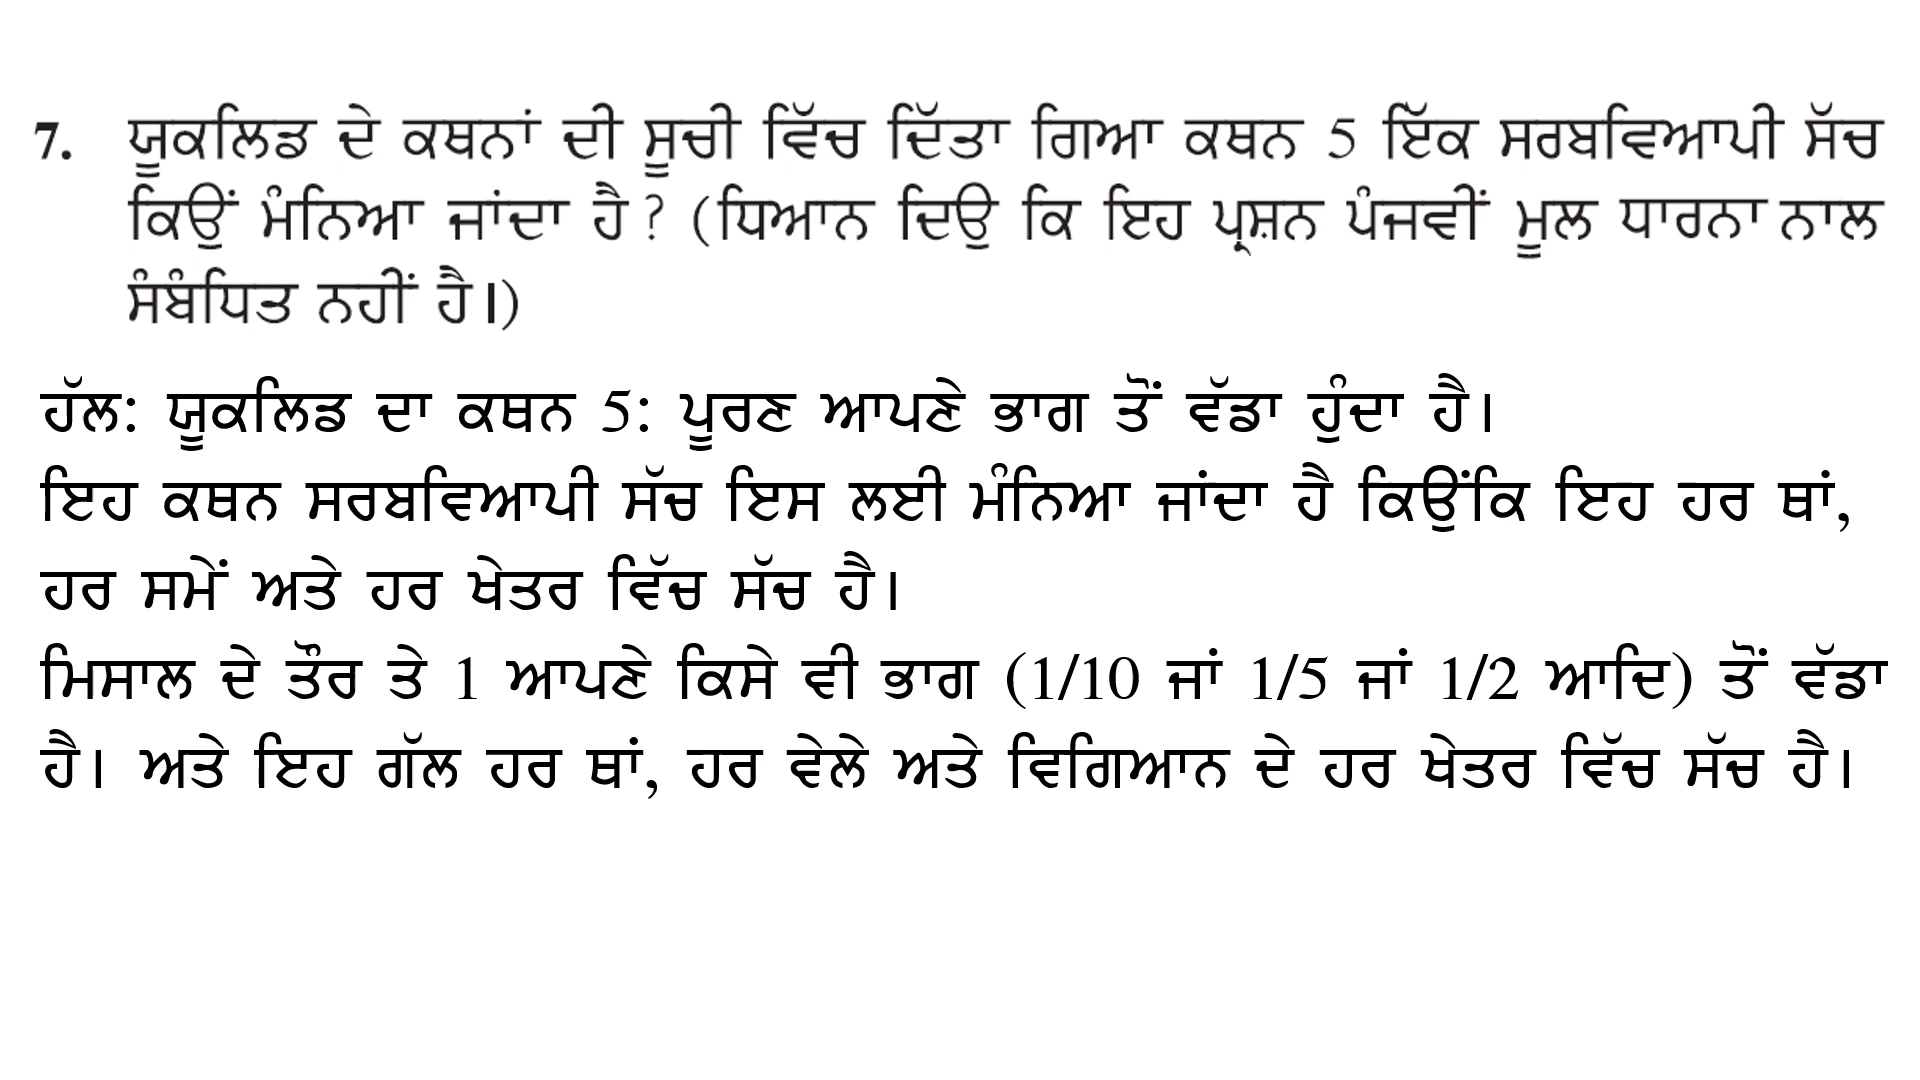 7. ਯੂਕਲਿਡ ਦੇ ਕਥਨਾਂ ਦੀ ਸੂਚੀ ਵਿੱਚ ਦਿੱਤਾ ਗਿਆ ਕਥਨ 5 ਇੱਕ ਸਰਬਵਿਆਪੀ ਸੱਚ
ਕਿਉਂ ਮੰਨਿਆ ਜਾਂਦਾ ਹੈ? (ਧਿਆਨ ਦਿਉ ਕਿ ਇਹ ਪ੍ਰਸ਼ਨ ਪੰਜਵੀਂ ਮੂਲ ਧਾਰਨਾ ਨਾਲ
ਸੰਬੰਧਿਤ ਨਹੀਂ ਹੈ।)
ਹੱਲ: ਯੂਕਲਿਡ ਦਾ ਕਥਨ 5: ਪੂਰਣ ਆਪਣੇ ਭਾਗ ਤੋਂ ਵੱਡਾ ਹੁੰਦਾ ਹੈ।
ਇਹ ਕਥਨ ਸਰਬਵਿਆਪੀ ਸੱਚ ਇਸ ਲਈ ਮੰਨਿਆ ਜਾਂਦਾ ਹੈ ਕਿਉਂਕਿ ਇਹ ਹਰ ਥਾਂ,
ਹਰ ਸਮੇਂ ਅਤੇ ਹਰ ਖੇਤਰ ਵਿੱਚ ਸੱਚ ਹੈ।
ਮਿਸਾਲ ਦੇ ਤੌਰ ਤੇ 1 ਆਪਣੇ ਕਿਸੇ ਵੀ ਭਾਗ (1/10 ਜਾਂ 1/5 ਜਾਂ 1/2 ਆਦਿ) ਤੋਂ ਵੱਡਾ
ਹੈ। ਅਤੇ ਇਹ ਗੱਲ ਹਰ ਥਾਂ, ਹਰ ਵੇਲੇ ਅਤੇ ਵਿਗਿਆਨ ਦੇ ਹਰ ਖੇਤਰ ਵਿੱਚ ਸੱਚ ਹੈ।